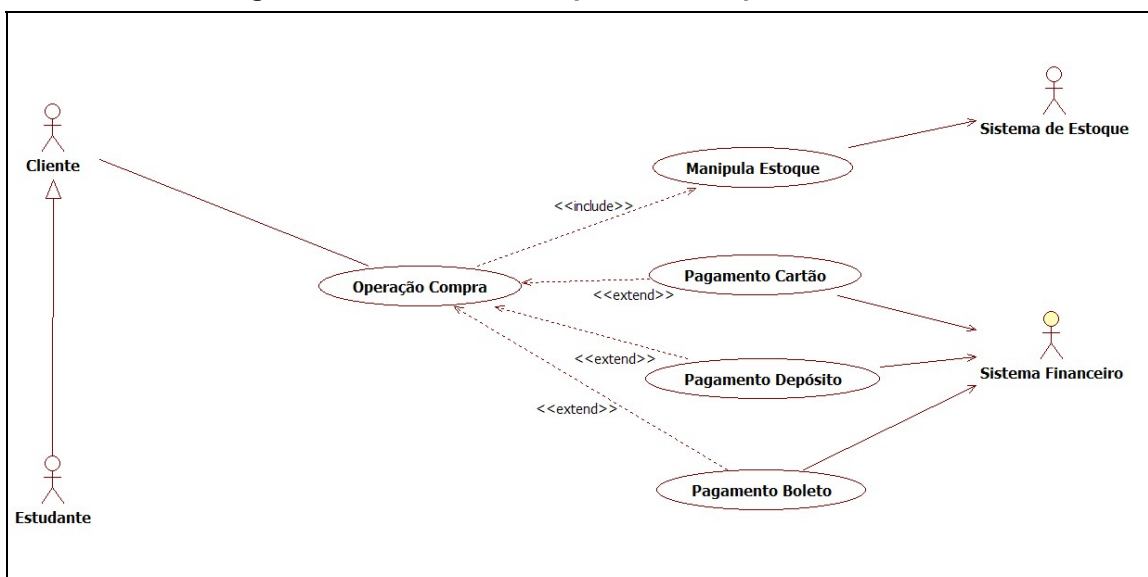 Sistema de Estoque
Cliente
Manipula Estoque
<<include>>
Operação Compra
Pagamento Cartão
<<extend>>
<<extend>>
Pagamento Depósito
Sistema Financeiro
<<extend>>
Pagamento Boleto
Estudante